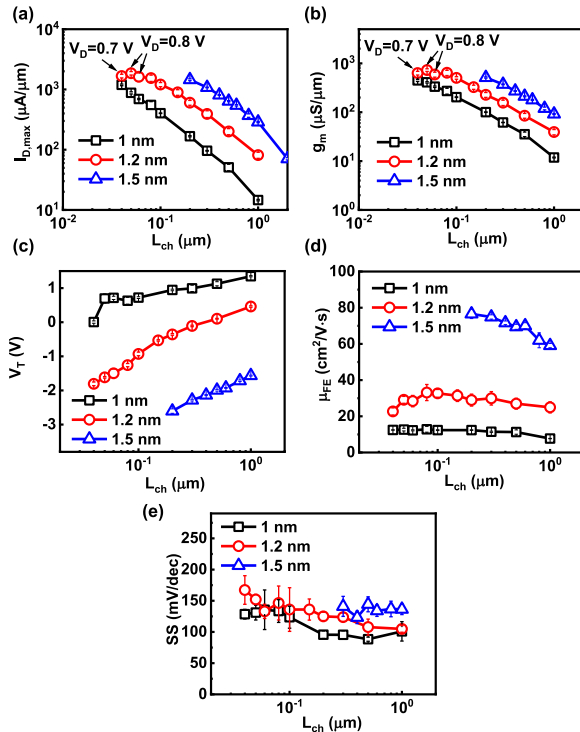 (a)
V_D=0.7 V
V_D=0.8 V
I_D,max (μA/μm)
10⁴
10³
10²
10¹
1 nm
1.2 nm
1.5 nm
10⁻² 10⁻¹ 10⁰
L_ch (μm)
(b)
V_D=0.7 V
V_D=0.8 V
g_m (μS/μm)
10⁴
10³
10²
10¹
10⁰
1 nm
1.2 nm
1.5 nm
10⁻² 10⁻¹ 10⁰
L_ch (μm)
(c)
V_T (V)
1
0
-1
-2
-3
1 nm
1.2 nm
1.5 nm
10⁻¹ 10⁰
L_ch (μm)
(d)
μ_FE (cm²/V·s)
100
80
60
40
20
0
1 nm
1.2 nm
1.5 nm
10⁻¹ 10⁰
L_ch (μm)
(e)
SS (mV/dec)
250
200
150
100
50
0
1 nm
1.2 nm
1.5 nm
10⁻¹ 10⁰
L_ch (μm)